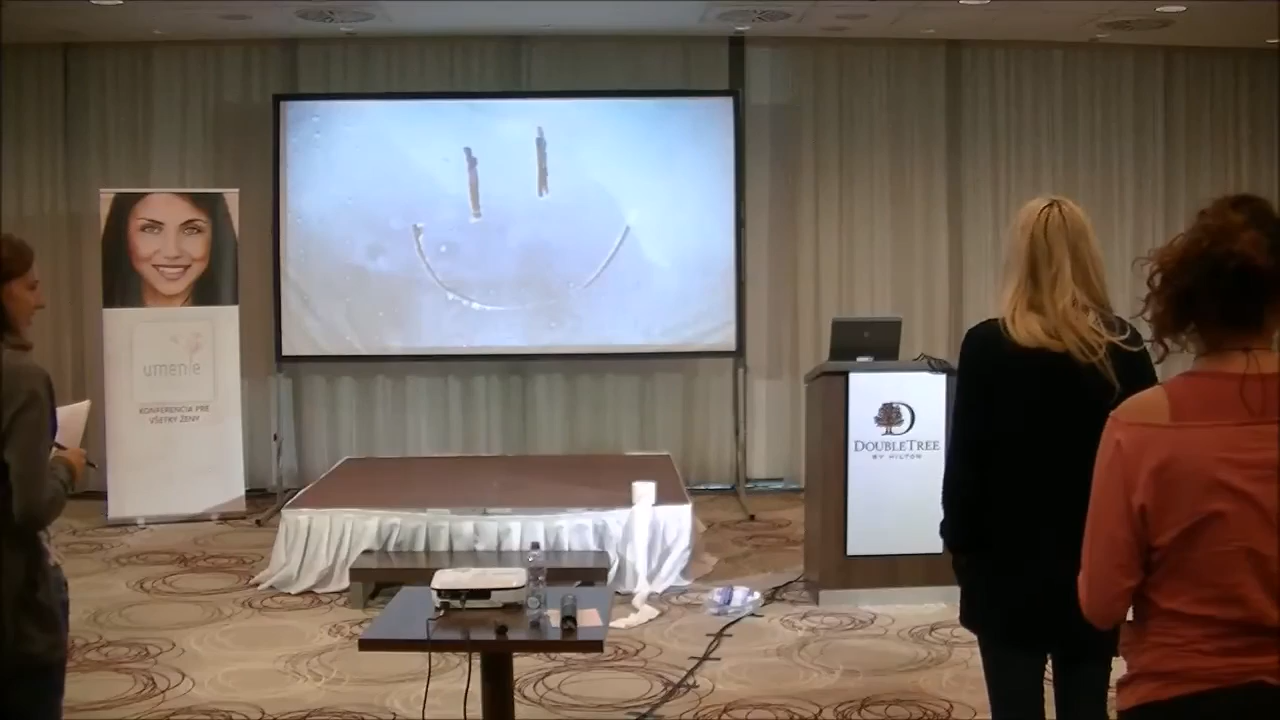 umenie
KONFERENCIA PRE
VŠETKY ŽENY
D
DOUBLETREE
BY HILTON